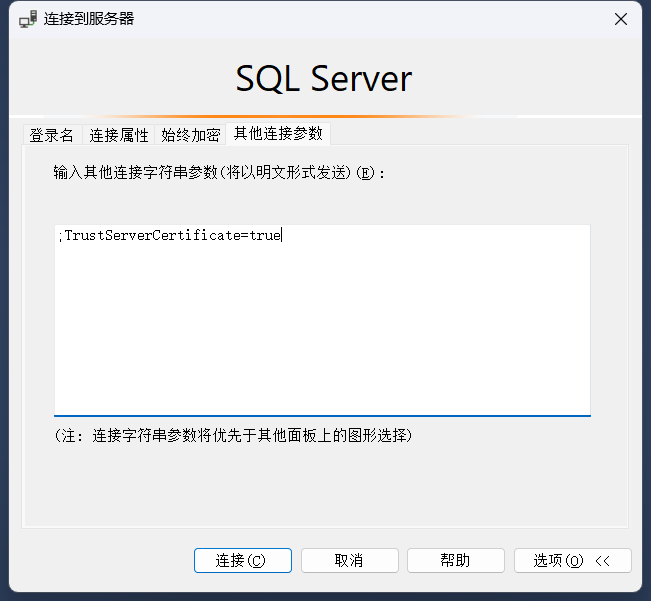 连接到服务器
SQL Server
登录名 连接属性 始终加密 其他连接参数
输入其他连接字符串参数(将以明文形式发送)(E)：
;TrustServerCertificate=true
(注: 连接字符串参数将优先于其他面板上的图形选择)
连接(C) 取消 帮助 选项(O) <<